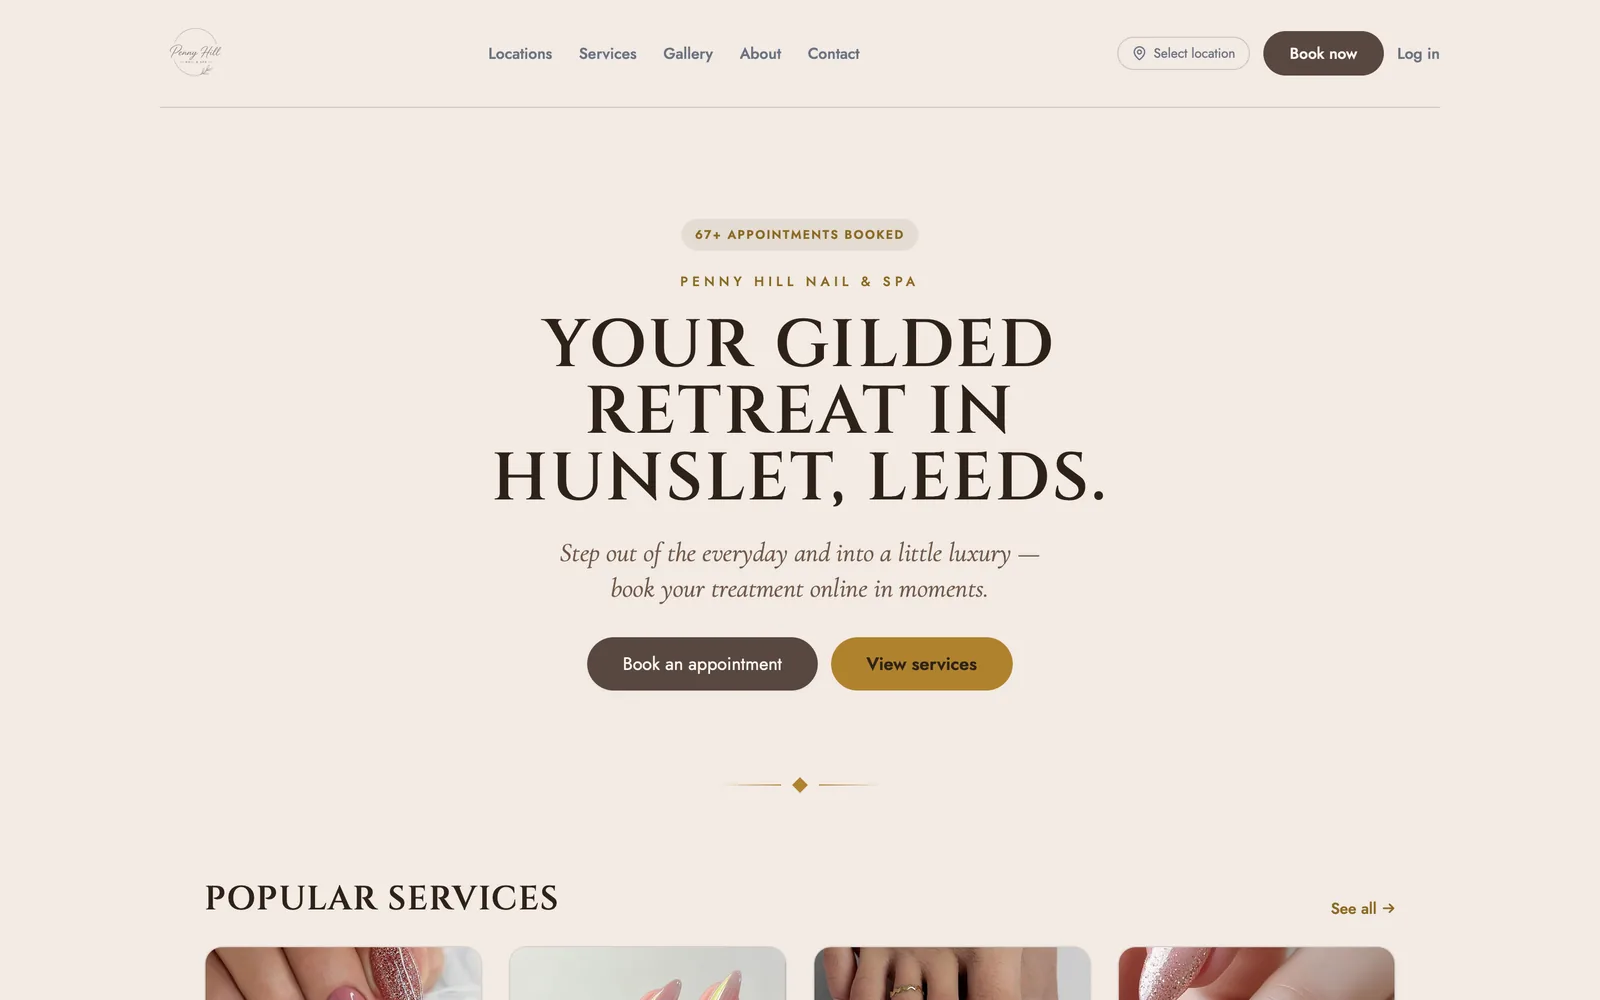 Penny Hill
Locations
Services
Gallery
About
Contact
Select location
Book now
Log in
67+ APPOINTMENTS BOOKED
PENNY HILL NAIL & SPA
YOUR GILDED
RETREAT IN
HUNSLET, LEEDS.
Step out of the everyday and into a little luxury —
book your treatment online in moments.
Book an appointment
View services
POPULAR SERVICES
See all →